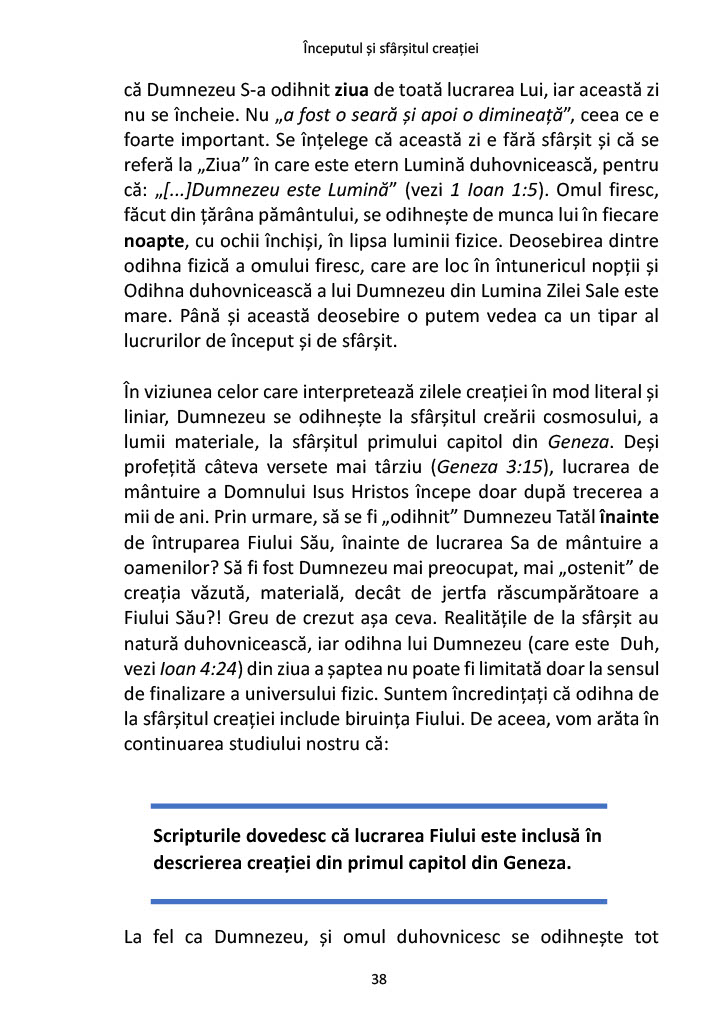 Începutul și sfârșitul creației
că Dumnezeu S-a odihnit ziua de toată lucrarea Lui, iar această zi
nu se încheie. Nu „a fost o seară și apoi o dimineață”, ceea ce e
foarte important. Se înțelege că această zi e fără sfârșit și că se
referă la „Ziua” în care este etern Lumină duhovnicească, pentru
că: „[...]Dumnezeu este Lumină” (vezi 1 Ioan 1:5). Omul firesc,
făcut din țărâna pământului, se odihnește de munca lui în fiecare
noapte, cu ochii închiși, în lipsa luminii fizice. Deosebirea dintre
odihna fizică a omului firesc, care are loc în întunericul nopții și
Odihna duhovnicească a lui Dumnezeu din Lumina Zilei Sale este
mare. Până și această deosebire o putem vedea ca un tipar al
lucrurilor de început și de sfârșit.
În viziunea celor care interpretează zilele creației în mod literal și
liniar, Dumnezeu se odihnește la sfârșitul creării cosmosului, a
lumii materiale, la sfârșitul primului capitol din Geneza. Deși
profețită câteva versete mai târziu (Geneza 3:15), lucrarea de
mântuire a Domnului Isus Hristos începe doar după trecerea a
mii de ani. Prin urmare, să se fi „odihnit” Dumnezeu Tatăl înainte
de întruparea Fiului Său, înainte de lucrarea Sa de mântuire a
oamenilor? Să fi fost Dumnezeu mai preocupat, mai „ostenit” de
creația văzută, materială, decât de jertfa răscumpărătoare a
Fiului Său?! Greu de crezut așa ceva. Realitățile de la sfârșit au
natură duhovnicească, iar odihna lui Dumnezeu (care este  Duh,
vezi Ioan 4:24) din ziua a șaptea nu poate fi limitată doar la sensul
de finalizare a universului fizic. Suntem încredințați că odihna de
la sfârșitul creației include biruința Fiului. De aceea, vom arăta în
continuarea studiului nostru că:
Scripturile dovedesc că lucrarea Fiului este inclusă în
descrierea creației din primul capitol din Geneza.
La fel ca Dumnezeu, și omul duhovnicesc se odihnește tot
38